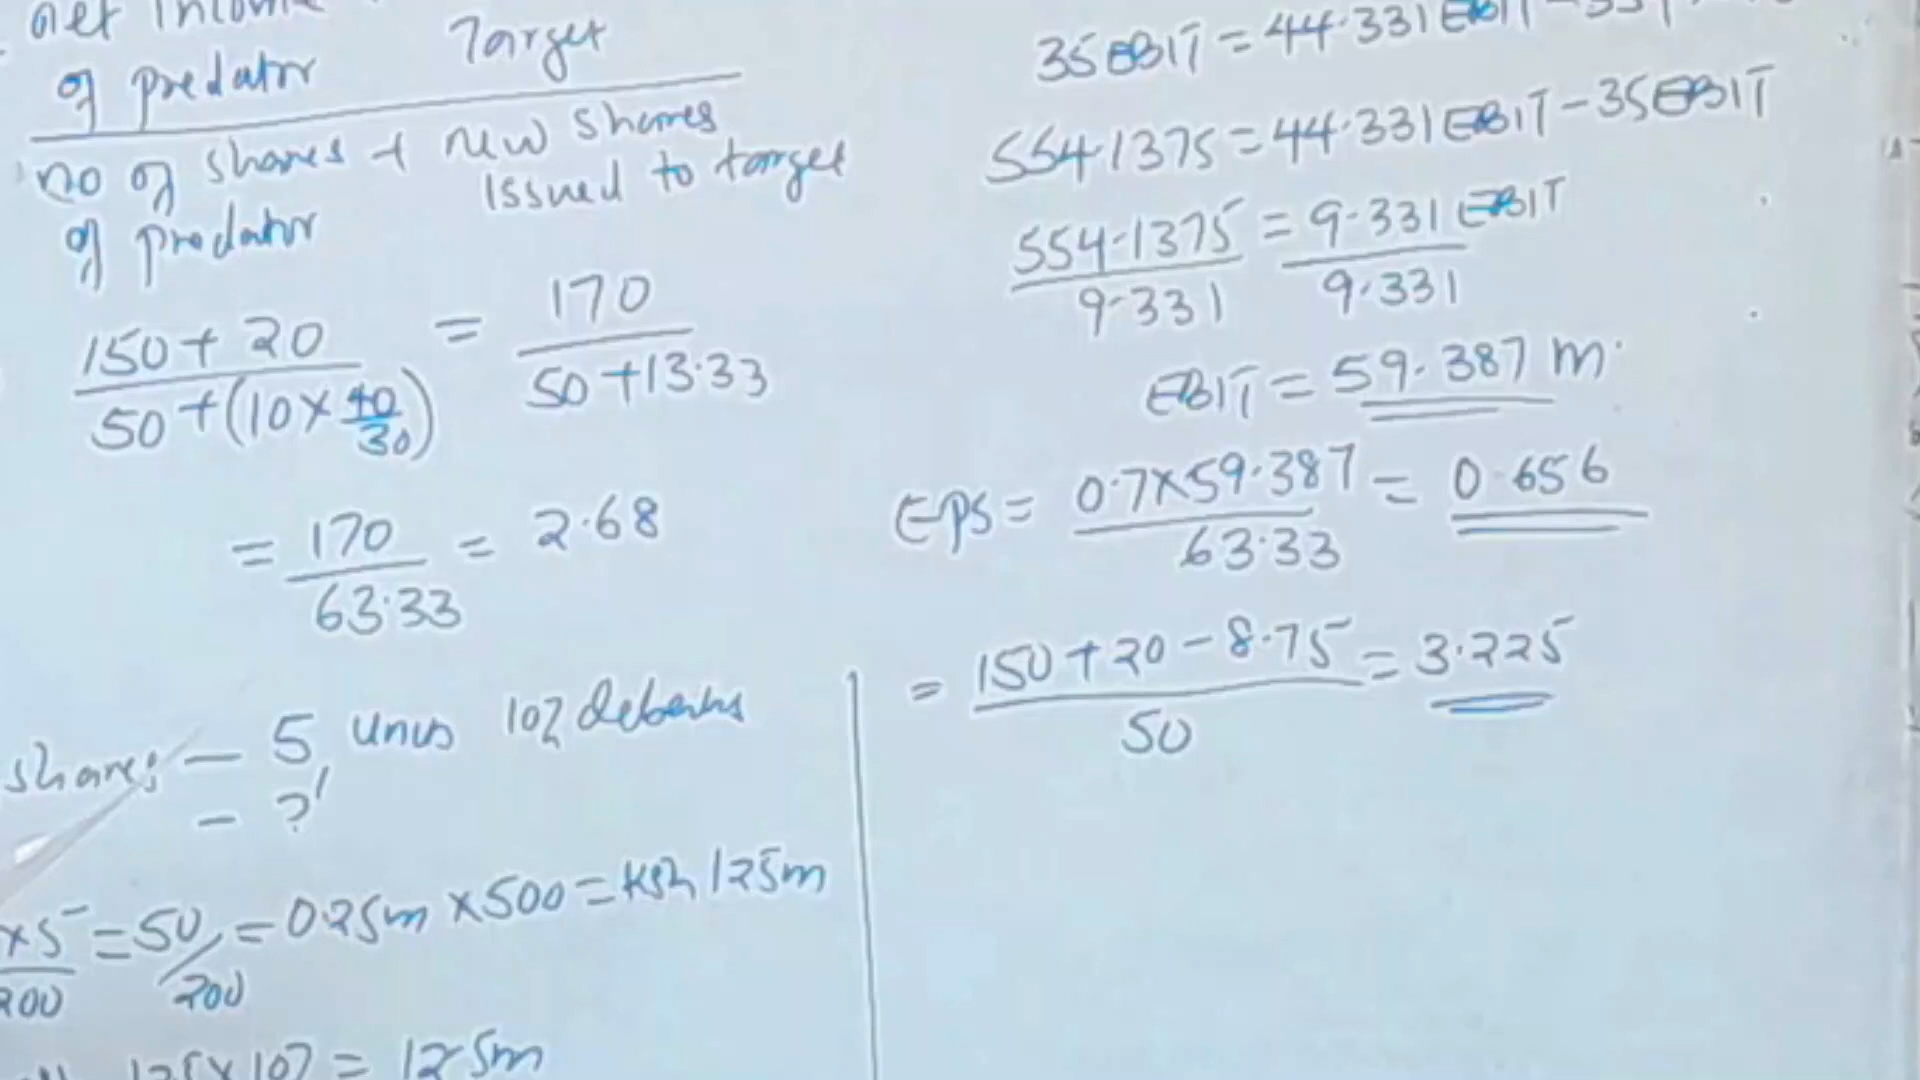 net income
of predator Target
no of shares + new shares
issued to target
of predator
150 + 20 / 50 + (10 × 40/30) = 170 / 50 + 13.33
= 170 / 63.33 = 2.68
shares — 5 units 10% debentures
— ?
×5 / 200 = 50/200 = 0.25m × 500 = Ksh 125m
125 × 10% = 12.5m
35EBIT = 44.331EBIT -
554.1375 = 44.331EBIT - 35EBIT
554.1375 / 9.331 = 9.331EBIT / 9.331
EBIT = 59.387 m.
EPS = 0.7×59.387 / 63.33 = 0.656
= 150 + 20 - 8.75 / 50 = 3.225